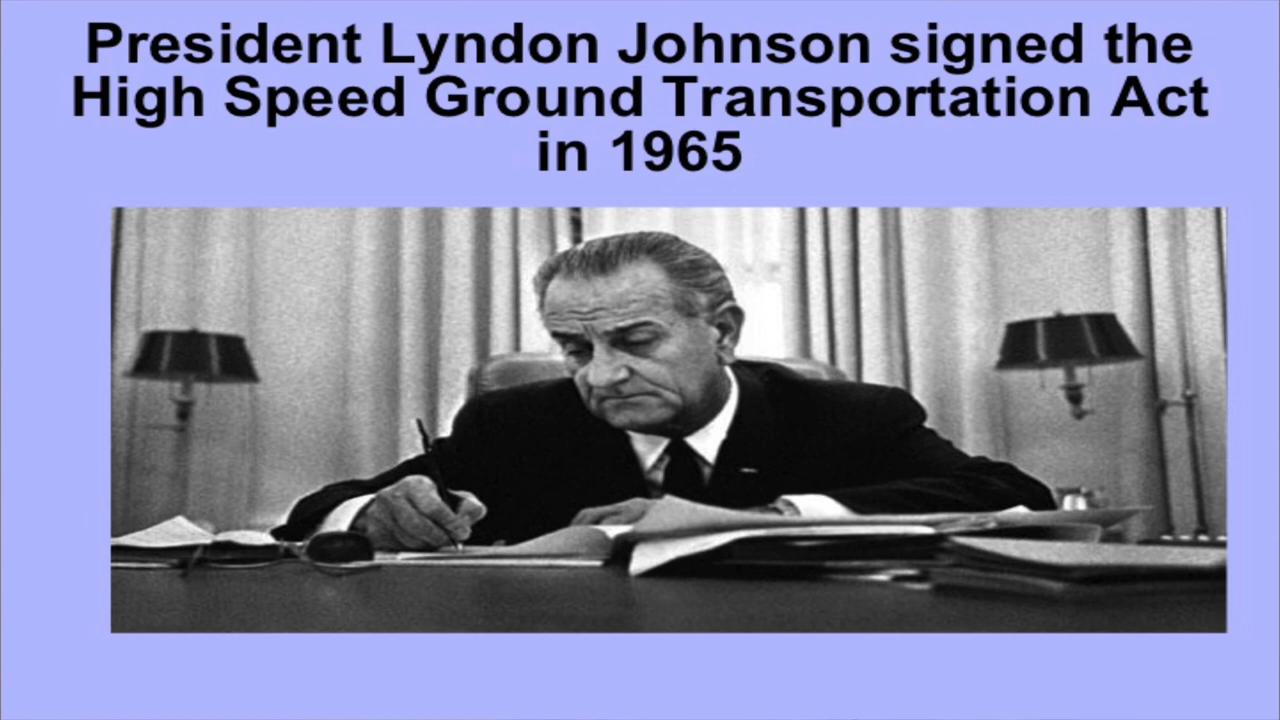 President Lyndon Johnson signed the
High Speed Ground Transportation Act
in 1965